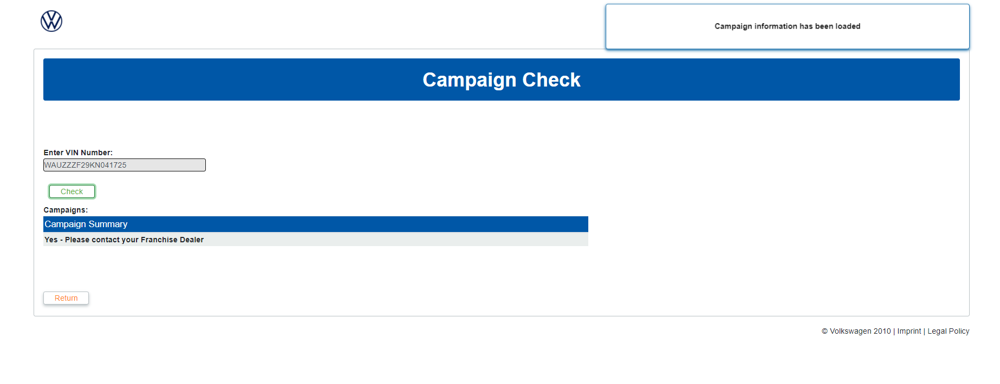 Campaign information has been loaded
Campaign Check
Enter VIN Number:
WAUZZZF29KN041725
Check
Campaigns:
Campaign Summary
Yes - Please contact your Franchise Dealer
Return
© Volkswagen 2010 | Imprint | Legal Policy